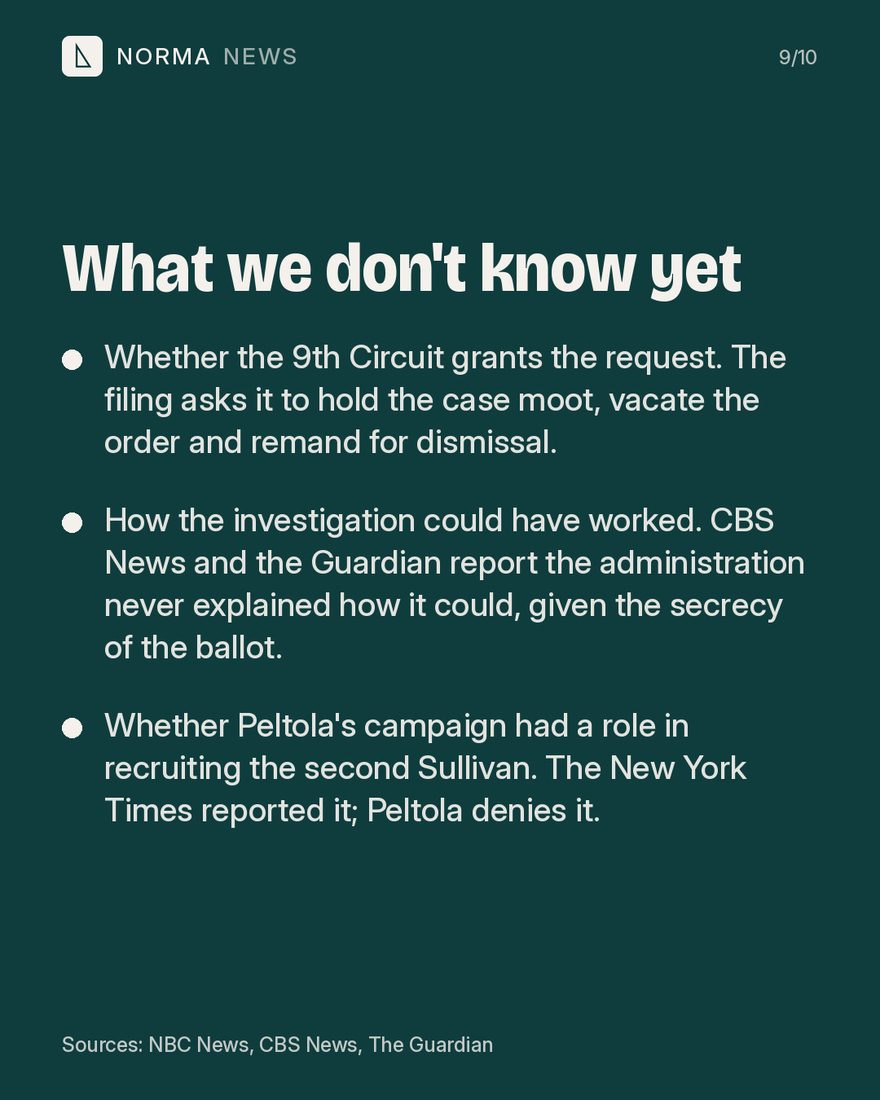 NORMA NEWS
9/10
What we don't know yet
Whether the 9th Circuit grants the request. The
filing asks it to hold the case moot, vacate the
order and remand for dismissal.
How the investigation could have worked. CBS
News and the Guardian report the administration
never explained how it could, given the secrecy
of the ballot.
Whether Peltola's campaign had a role in
recruiting the second Sullivan. The New York
Times reported it; Peltola denies it.
Sources: NBC News, CBS News, The Guardian